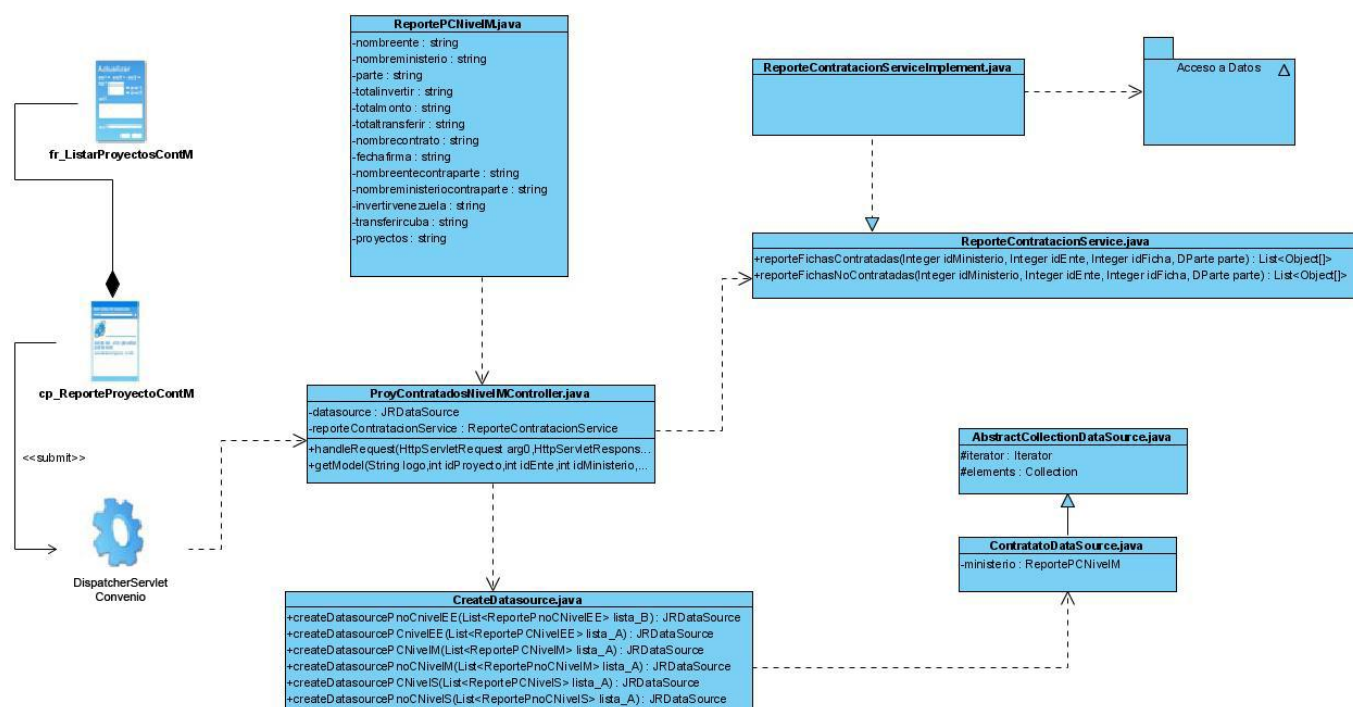 ReportePCNivelM.java
-nombreente : string
-nombreministerio : string
-parte : string
-totalinvertir : string
-totalmonto : string
-totaltransferir : string
-nombrecontrato : string
-fechafirma : string
-nombreentecontraparte : string
-nombreministeriocontraparte : string
-invertirvenezuela : string
-transferircuba : string
-proyectos : string
ReporteContratacionServiceImplement.java
Acceso a Datos
Actualizar
fr_ListarProyectosContM
ReporteContratacionService.java
+reporteFichasContratadas(Integer idMinisterio, Integer idEnte, Integer idFicha, DParte parte) : List<Object[]>
+reporteFichasNoContratadas(Integer idMinisterio, Integer idEnte, Integer idFicha, DParte parte) : List<Object[]>
cp_ReporteProyectoContM
ProyContratadosNivelMController.java
-datasource : JRDataSource
-reporteContratacionService : ReporteContratacionService
+handleRequest(HttpServletRequest arg0 ,HttpServletRespons...
+getModel(String logo,int idProyecto,int idEnte,int idMinisterio,...
<<submit>>
AbstractCollectionDataSource.java
#iterator : Iterator
#elements : Collection
ContratatoDataSource.java
-ministerio : ReportePCNivelM
DispatcherServlet
Convenio
CreateDatasource.java
+createDatasourcePnoCnivelEE(List<ReportePnoCNivelEE> lista_B) : JRDataSource
+createDatasourcePCnivelEE(List<ReportePCNivelEE> lista_A) : JRDataSource
+createDatasourcePCNivelM(List<ReportePCNivelM> lista_A) : JRDataSource
+createDatasourcePnoCNivelM(List<ReportePnoCNivelM> lista_A) : JRDataSource
+createDatasourcePCNivelS(List<ReportePCNivelS> lista_A) : JRDataSource
+createDatasourcePnoCNivelS(List<ReportePnoCNivelS> lista_A) : JRDataSource